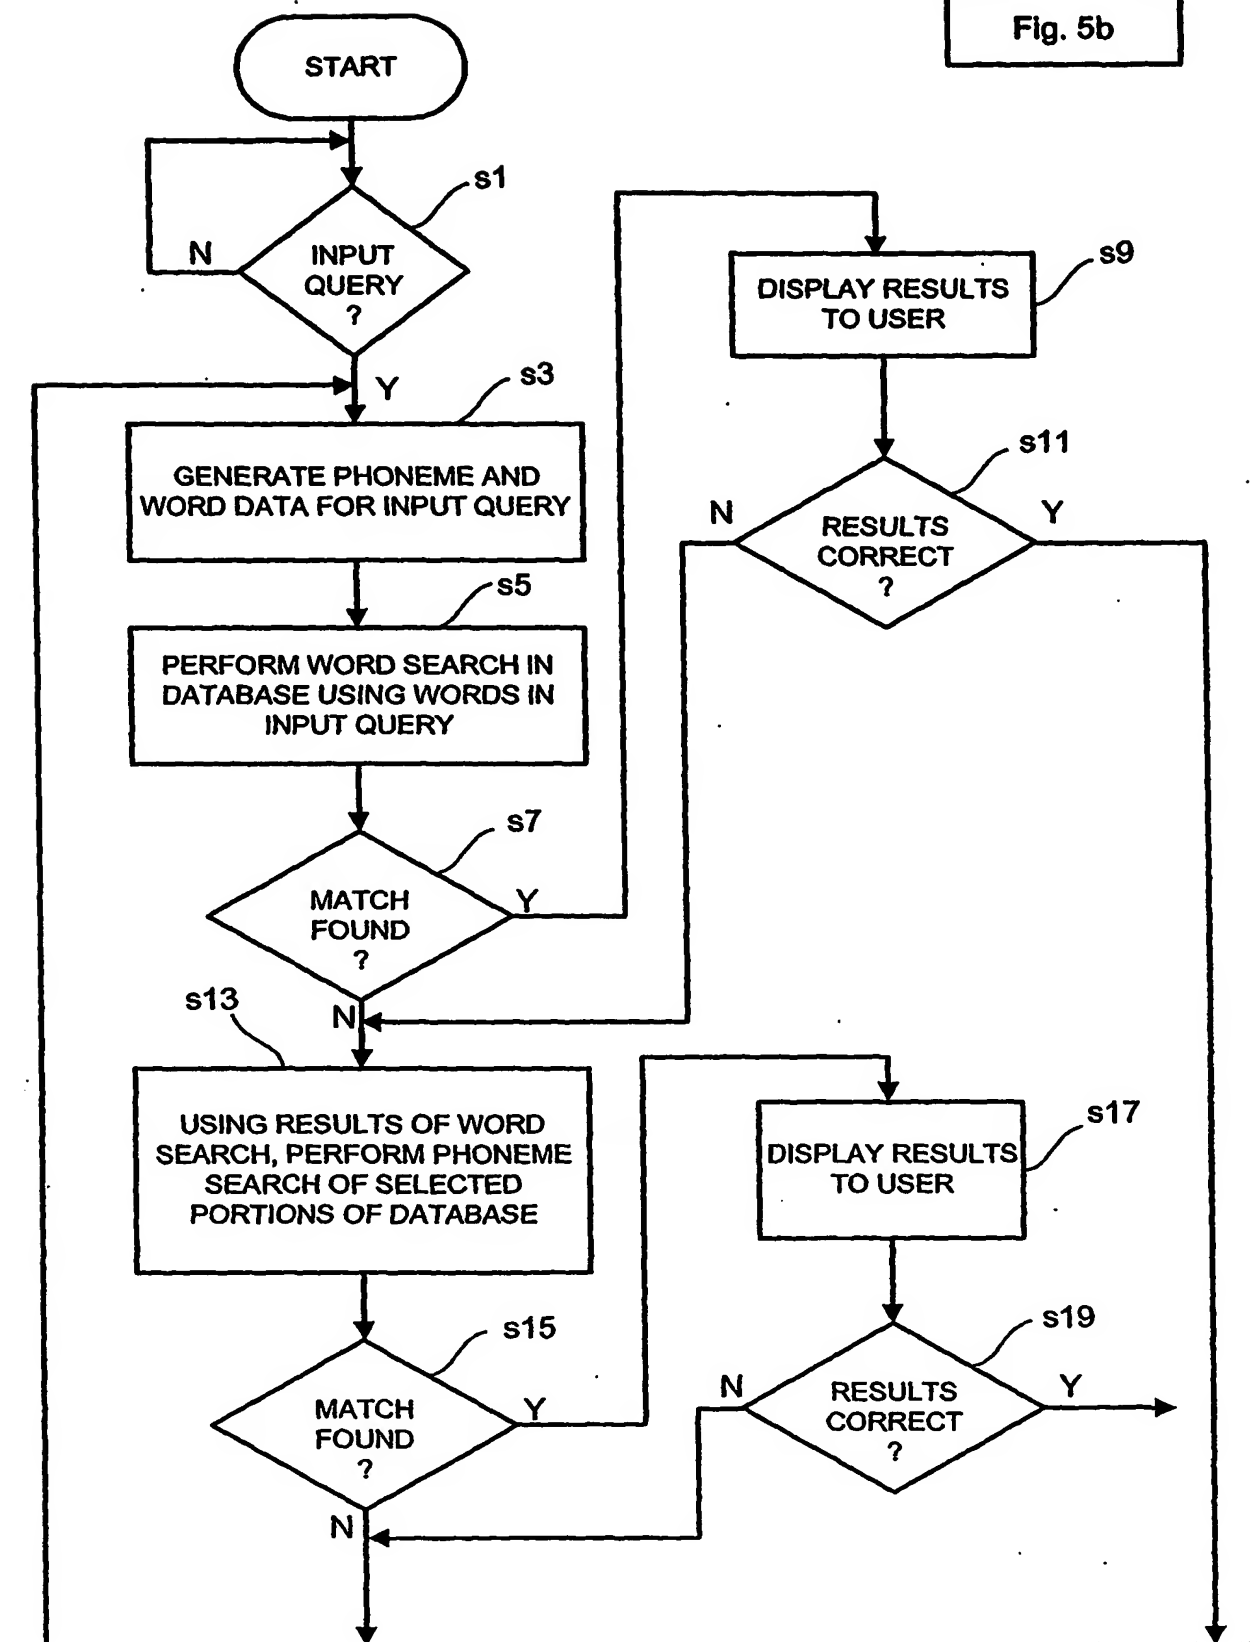 Fig. 5b
START
s1
N
INPUT
QUERY
?
Y
s3
GENERATE PHONEME AND
WORD DATA FOR INPUT QUERY
s5
PERFORM WORD SEARCH IN
DATABASE USING WORDS IN
INPUT QUERY
s7
MATCH
FOUND
?
Y
N
s9
DISPLAY RESULTS
TO USER
s11
N
Y
RESULTS
CORRECT
?
s13
USING RESULTS OF WORD
SEARCH, PERFORM PHONEME
SEARCH OF SELECTED
PORTIONS OF DATABASE
s15
MATCH
FOUND
?
Y
N
s17
DISPLAY RESULTS
TO USER
s19
N
Y
RESULTS
CORRECT
?